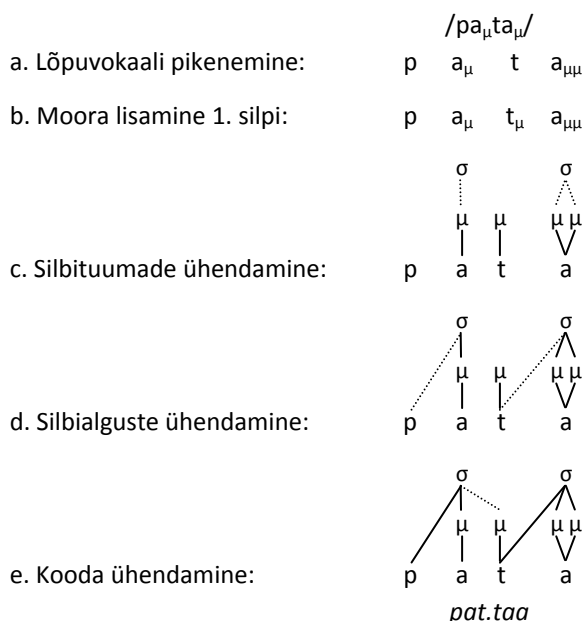 /paμtaμ/
a. Lõpuvokaali pikenemine: p aμ t aμμ
b. Moora lisamine 1. silpi: p aμ tμ aμμ
σ σ
μ μ μ μ
c. Silbituumade ühendamine: p a t a
σ σ
μ μ μ μ
d. Silbialguste ühendamine: p a t a
σ σ
μ μ μ μ
e. Kooda ühendamine: p a t a
pat.taa